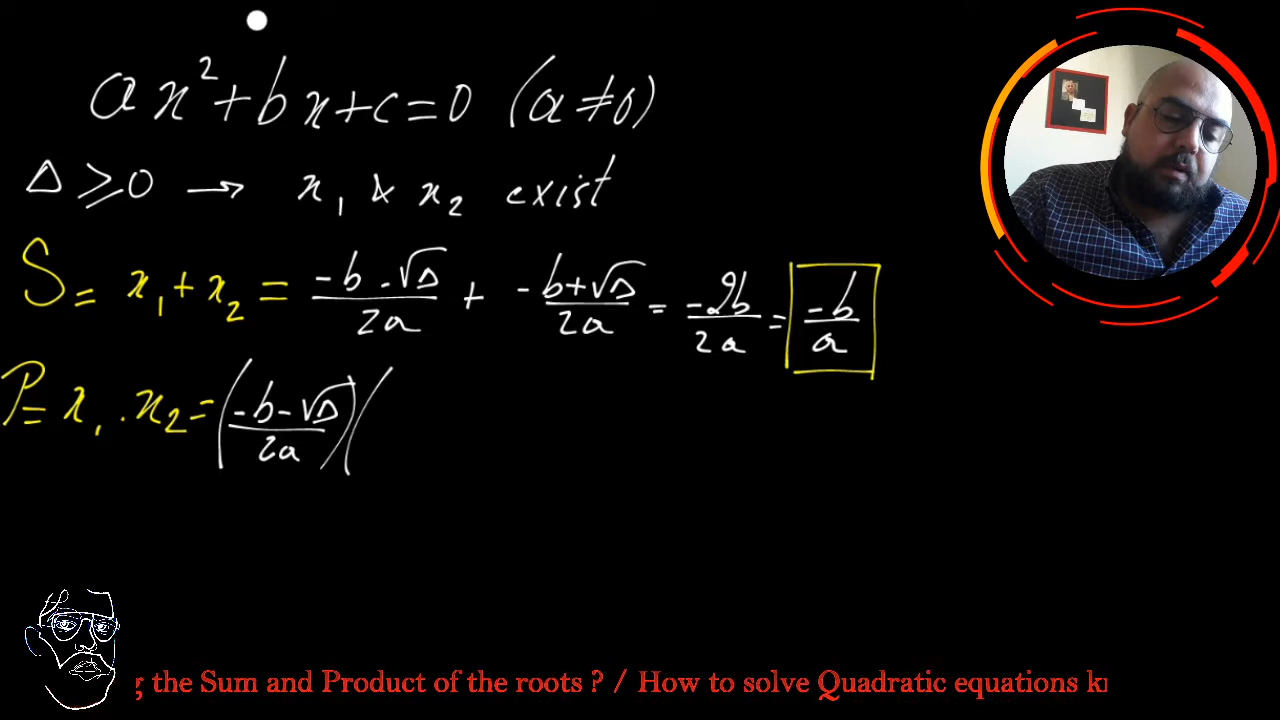 ax²+bx+c=0 (a≠0)
Δ⩾0 → x₁ & x₂ exist
S= x₁+x₂ = (-b-√Δ)/2a + (-b+√Δ)/2a = -2b/2a = -b/a
P= x₁.x₂=((-b-√Δ)/2a)(
the Sum and Product of the roots ? / How to solve Quadratic equations